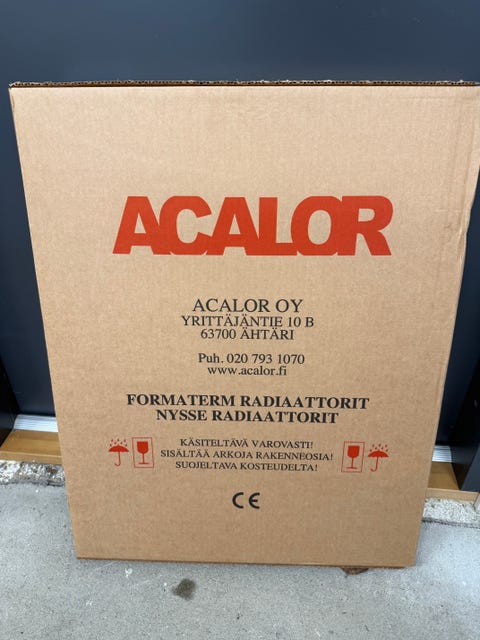 ACALOR
ACALOR OY
YRITTÄJÄNTIE 10 B
63700 ÄHTÄRI
Puh. 020 793 1070
www.acalor.fi
FORMATERM RADIAATTORIT
NYSSE RADIAATTORIT
KÄSITELTÄVÄ VAROVASTI!
SISÄLTÄÄ ARKOJA RAKENNEOSIA!
SUOJELTAVA KOSTEUDELTA!
CE